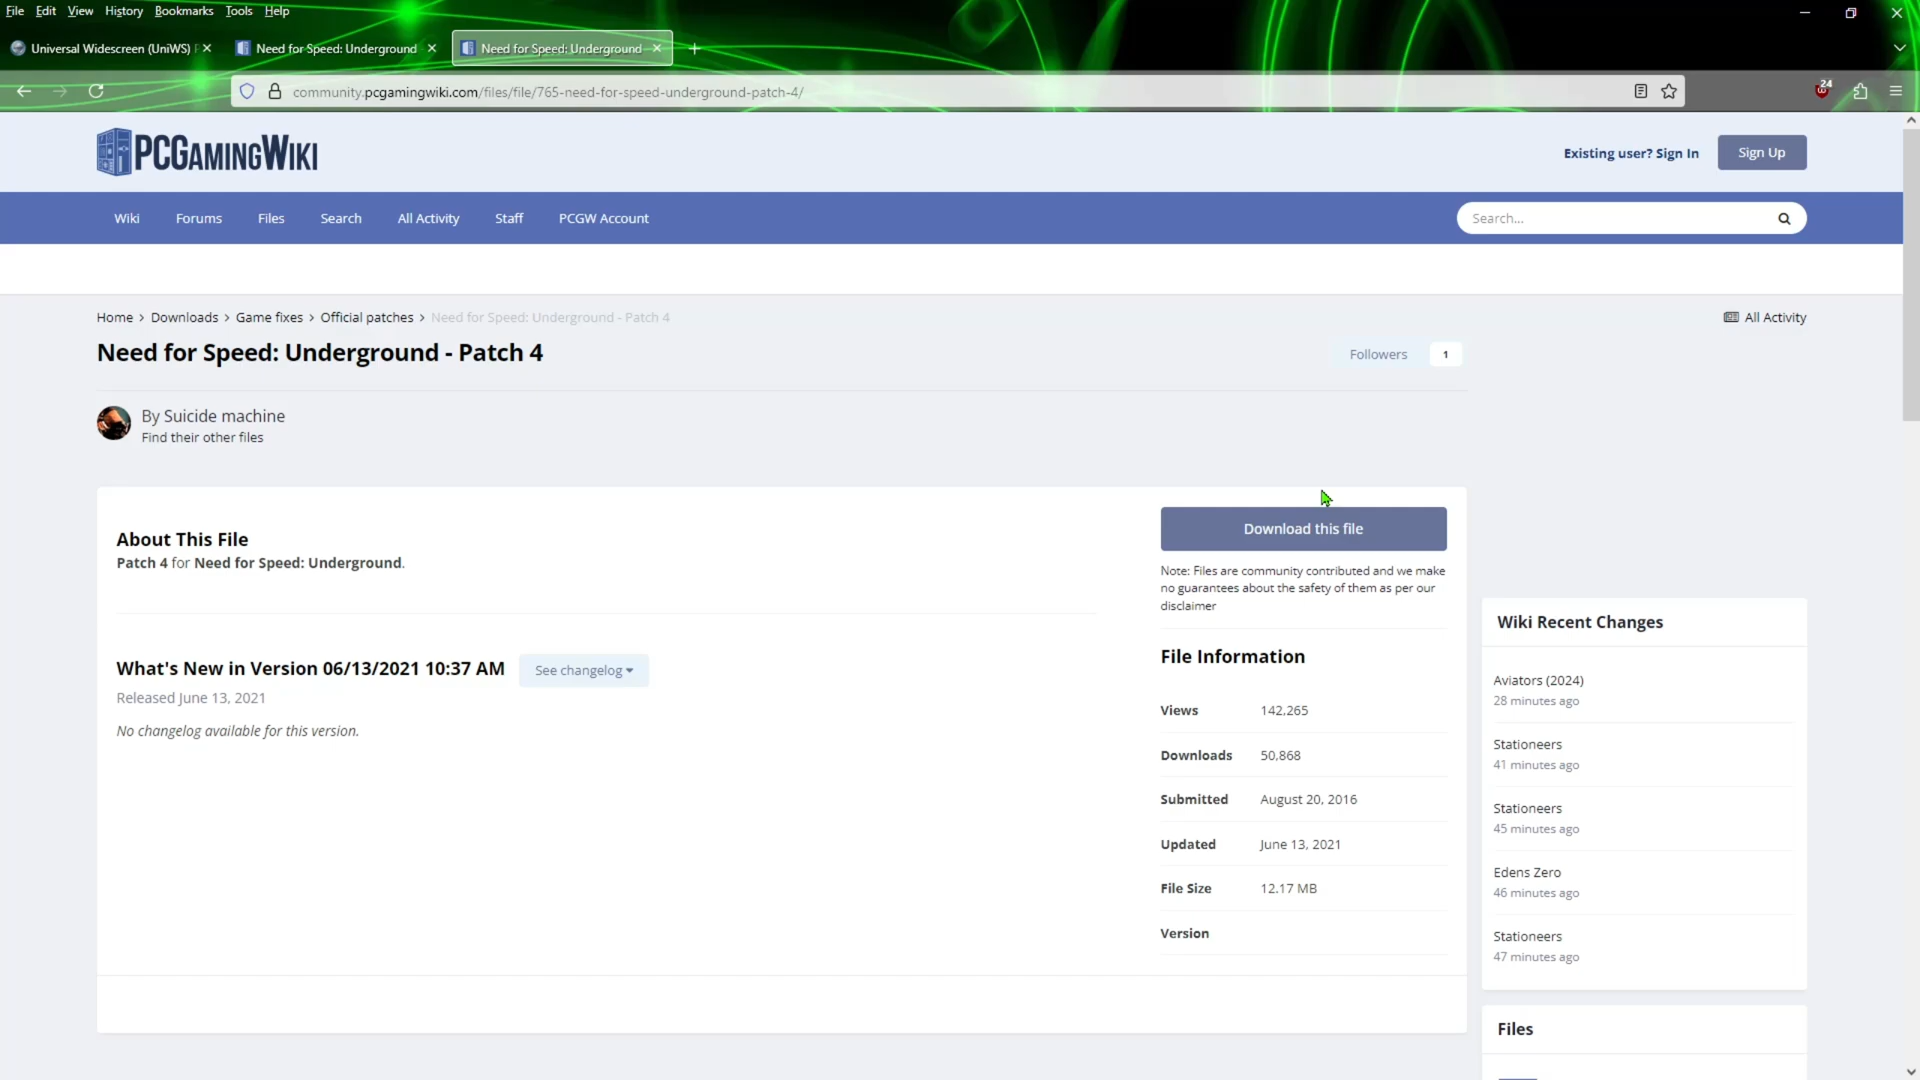 File Edit View History Bookmarks Tools Help
Universal Widescreen (UniWS)
Need for Speed: Underground
Need for Speed: Underground
community.pcgamingwiki.com/files/file/765-need-for-speed-underground-patch-4/
24
PCGamingWiki
Existing user? Sign In
Sign Up
Wiki Forums Files Search All Activity Staff PCGW Account
Search...
Home > Downloads > Game fixes > Official patches > Need for Speed: Underground - Patch 4
All Activity
Need for Speed: Underground - Patch 4
Followers 1
By Suicide machine
Find their other files
About This File
Patch 4 for Need for Speed: Underground.
What's New in Version 06/13/2021 10:37 AM
See changelog
Released June 13, 2021
No changelog available for this version.
Download this file
Note: Files are community contributed and we make
no guarantees about the safety of them as per our
disclaimer
File Information
Views 142,265
Downloads 50,868
Submitted August 20, 2016
Updated June 13, 2021
File Size 12.17 MB
Version
Wiki Recent Changes
Aviators (2024)
28 minutes ago
Stationeers
41 minutes ago
Stationeers
45 minutes ago
Edens Zero
46 minutes ago
Stationeers
47 minutes ago
Files